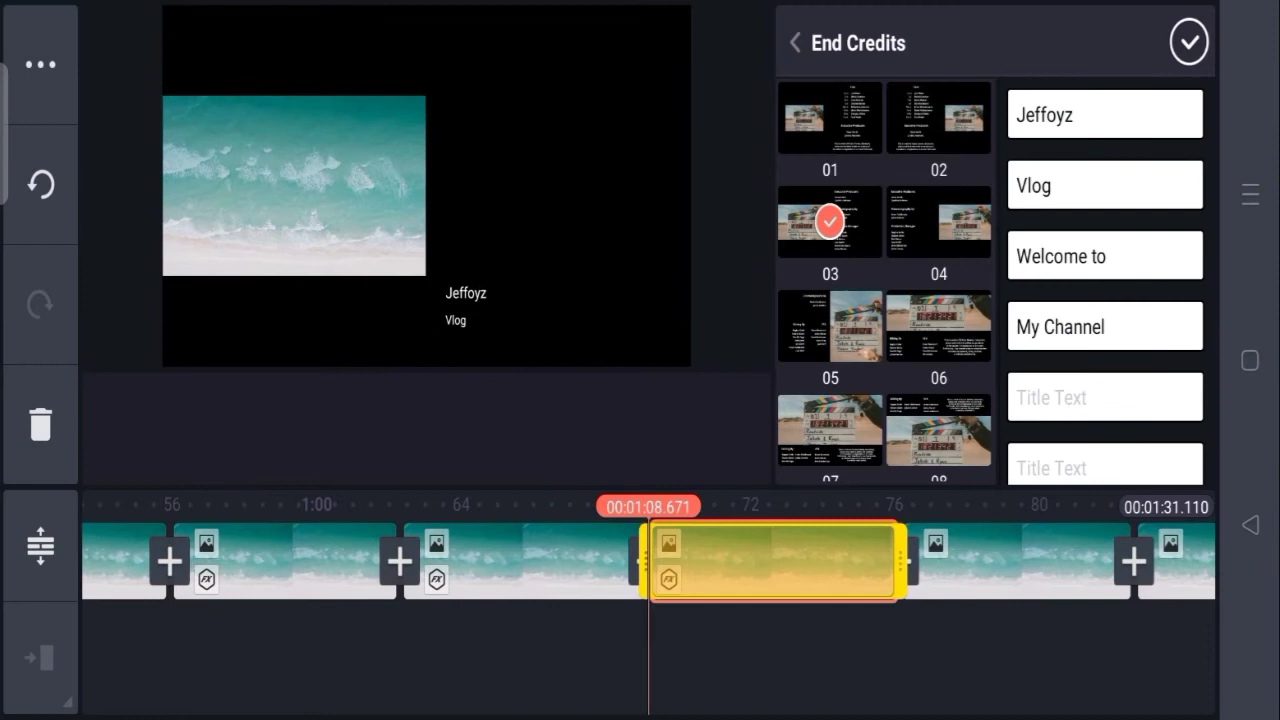 End Credits
Jeffoyz
Vlog
Welcome to
My Channel
Title Text
Title Text
01
02
03
04
05
06
07
08
Jeffoyz
Vlog
56
1:00
64
00:01:08.671
72
76
80
00:01:31.110